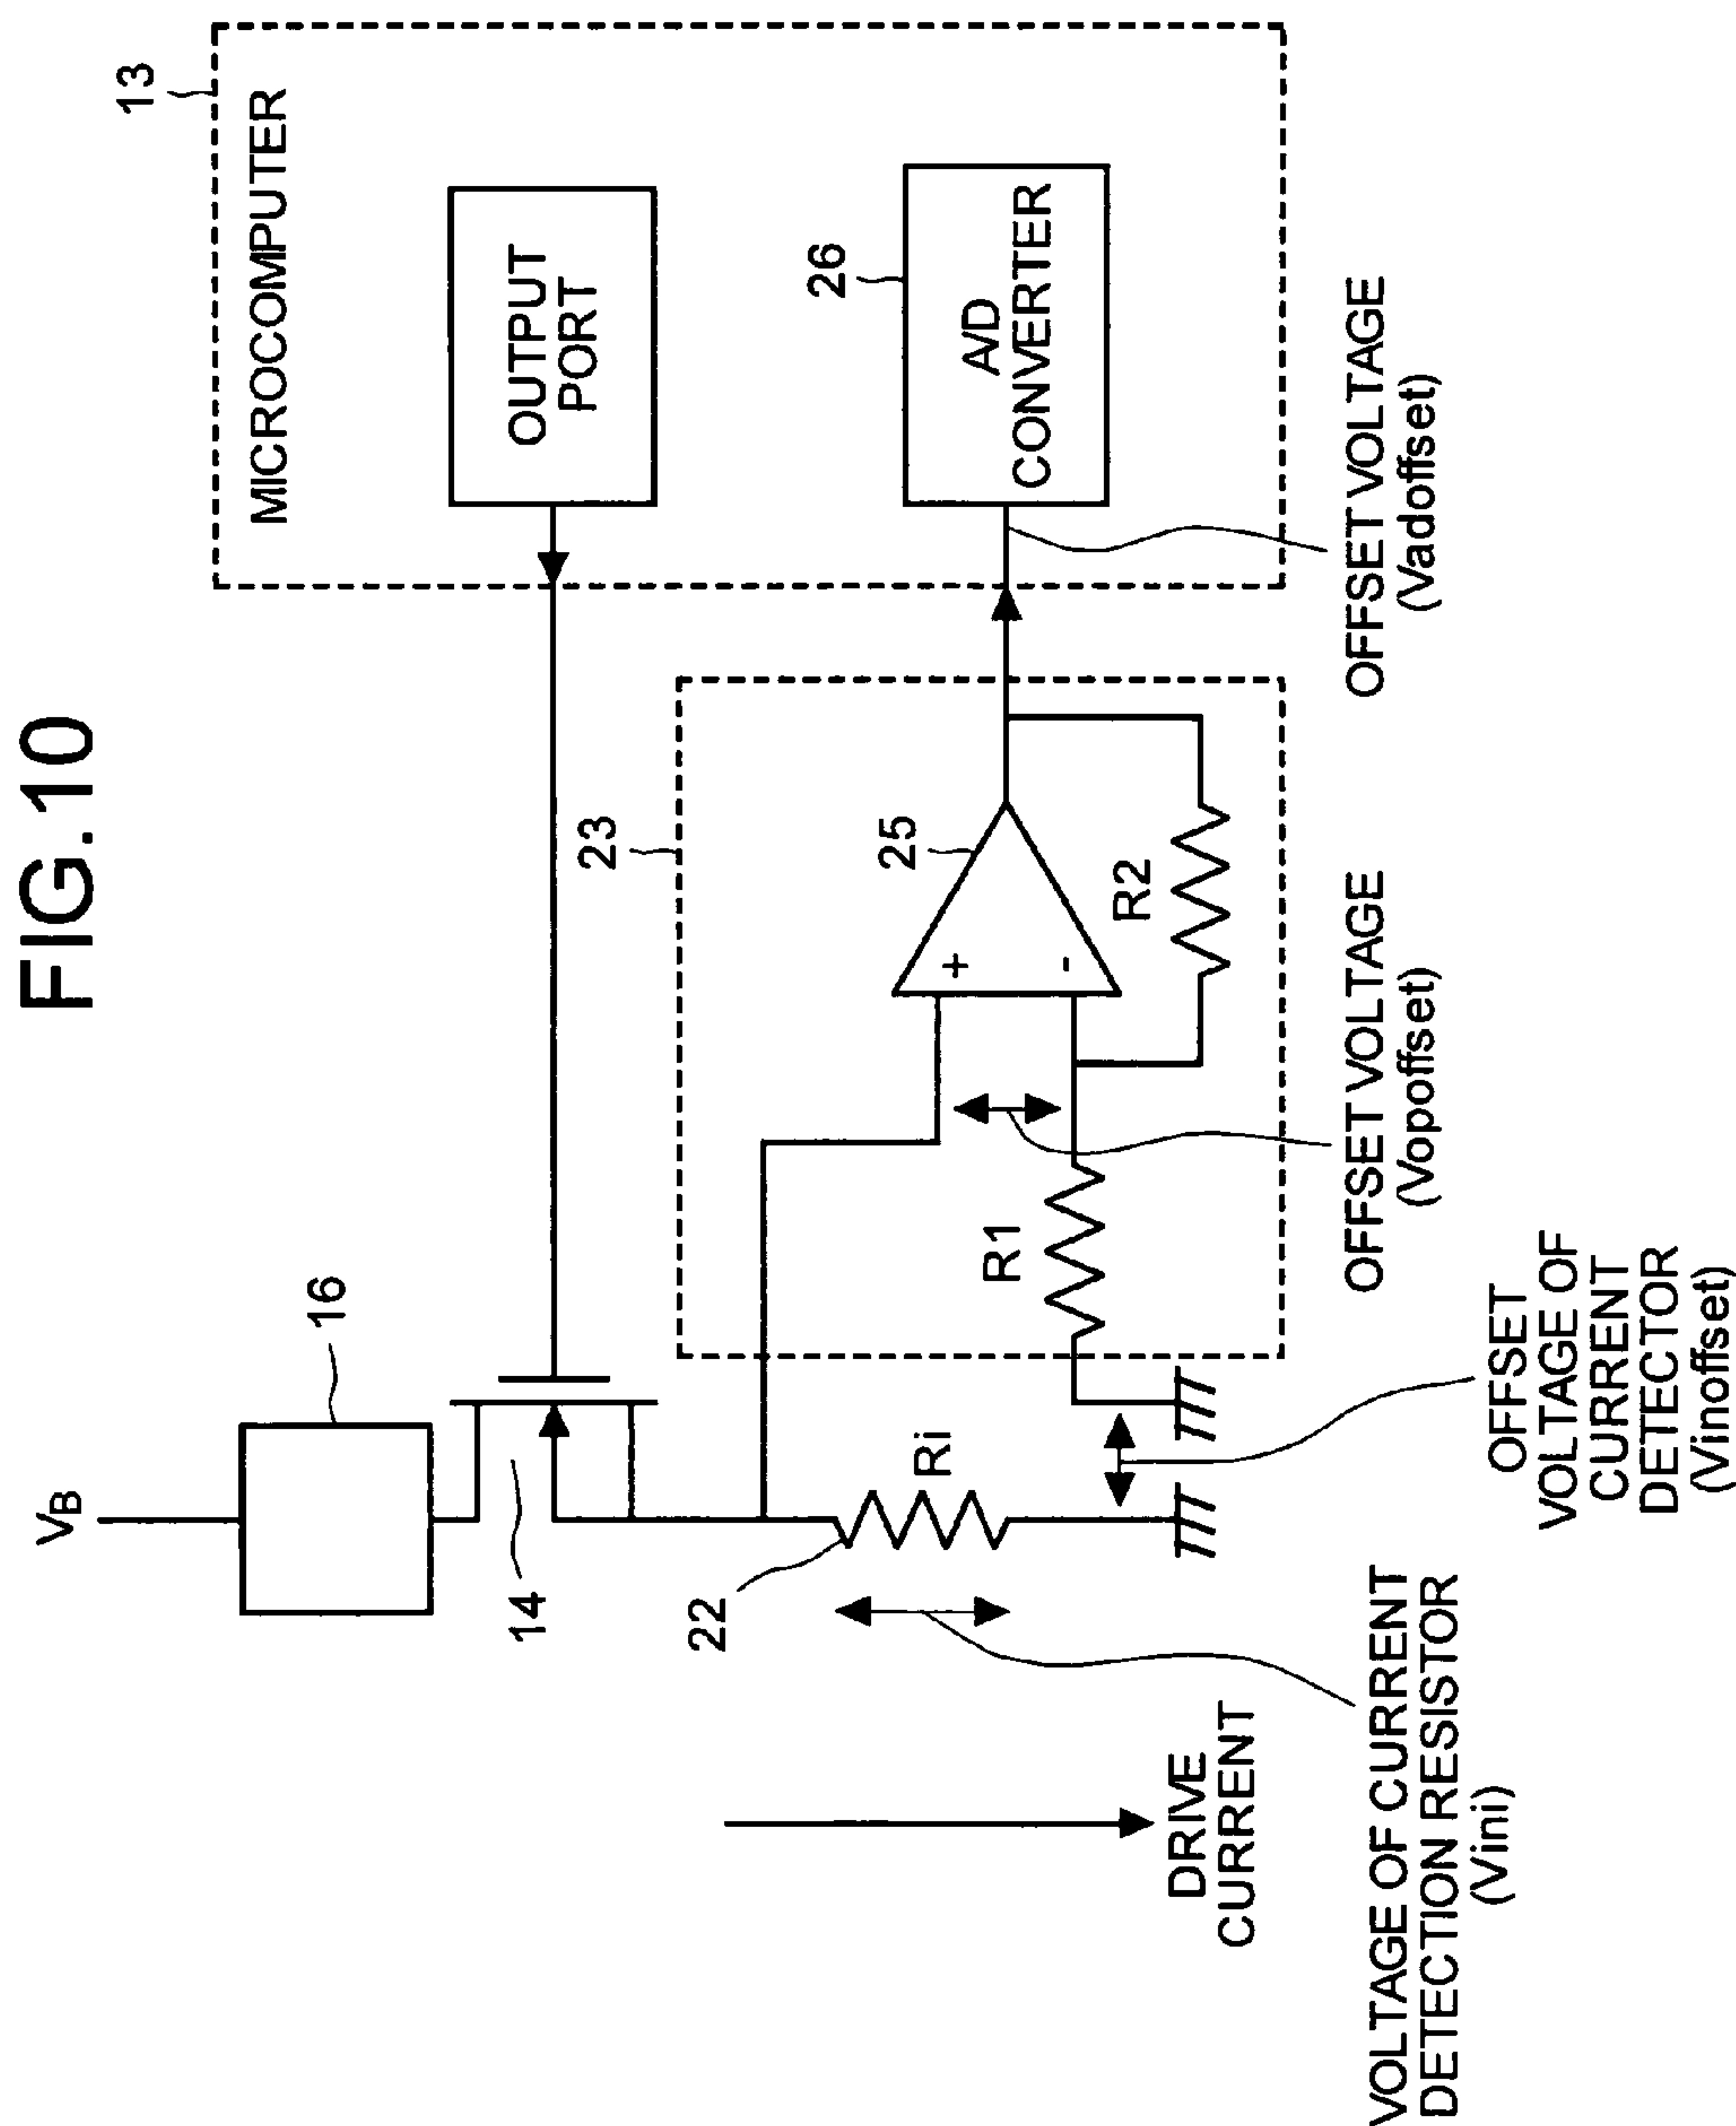 FIG.10
13
MICROCOMPUTER
OUTPUT
PORT
26
A/D
CONVERTER
VB
16
14
22
Ri
23
25
+
-
R1
R2
DRIVE
CURRENT
VOLTAGE OF CURRENT
DETECTION RESISTOR
(Vini)
OFFSET
VOLTAGE OF
CURRENT
DETECTOR
(Vinoffset)
OFFSET VOLTAGE
(Vopoffset)
OFFSET VOLTAGE
(Vadoffset)